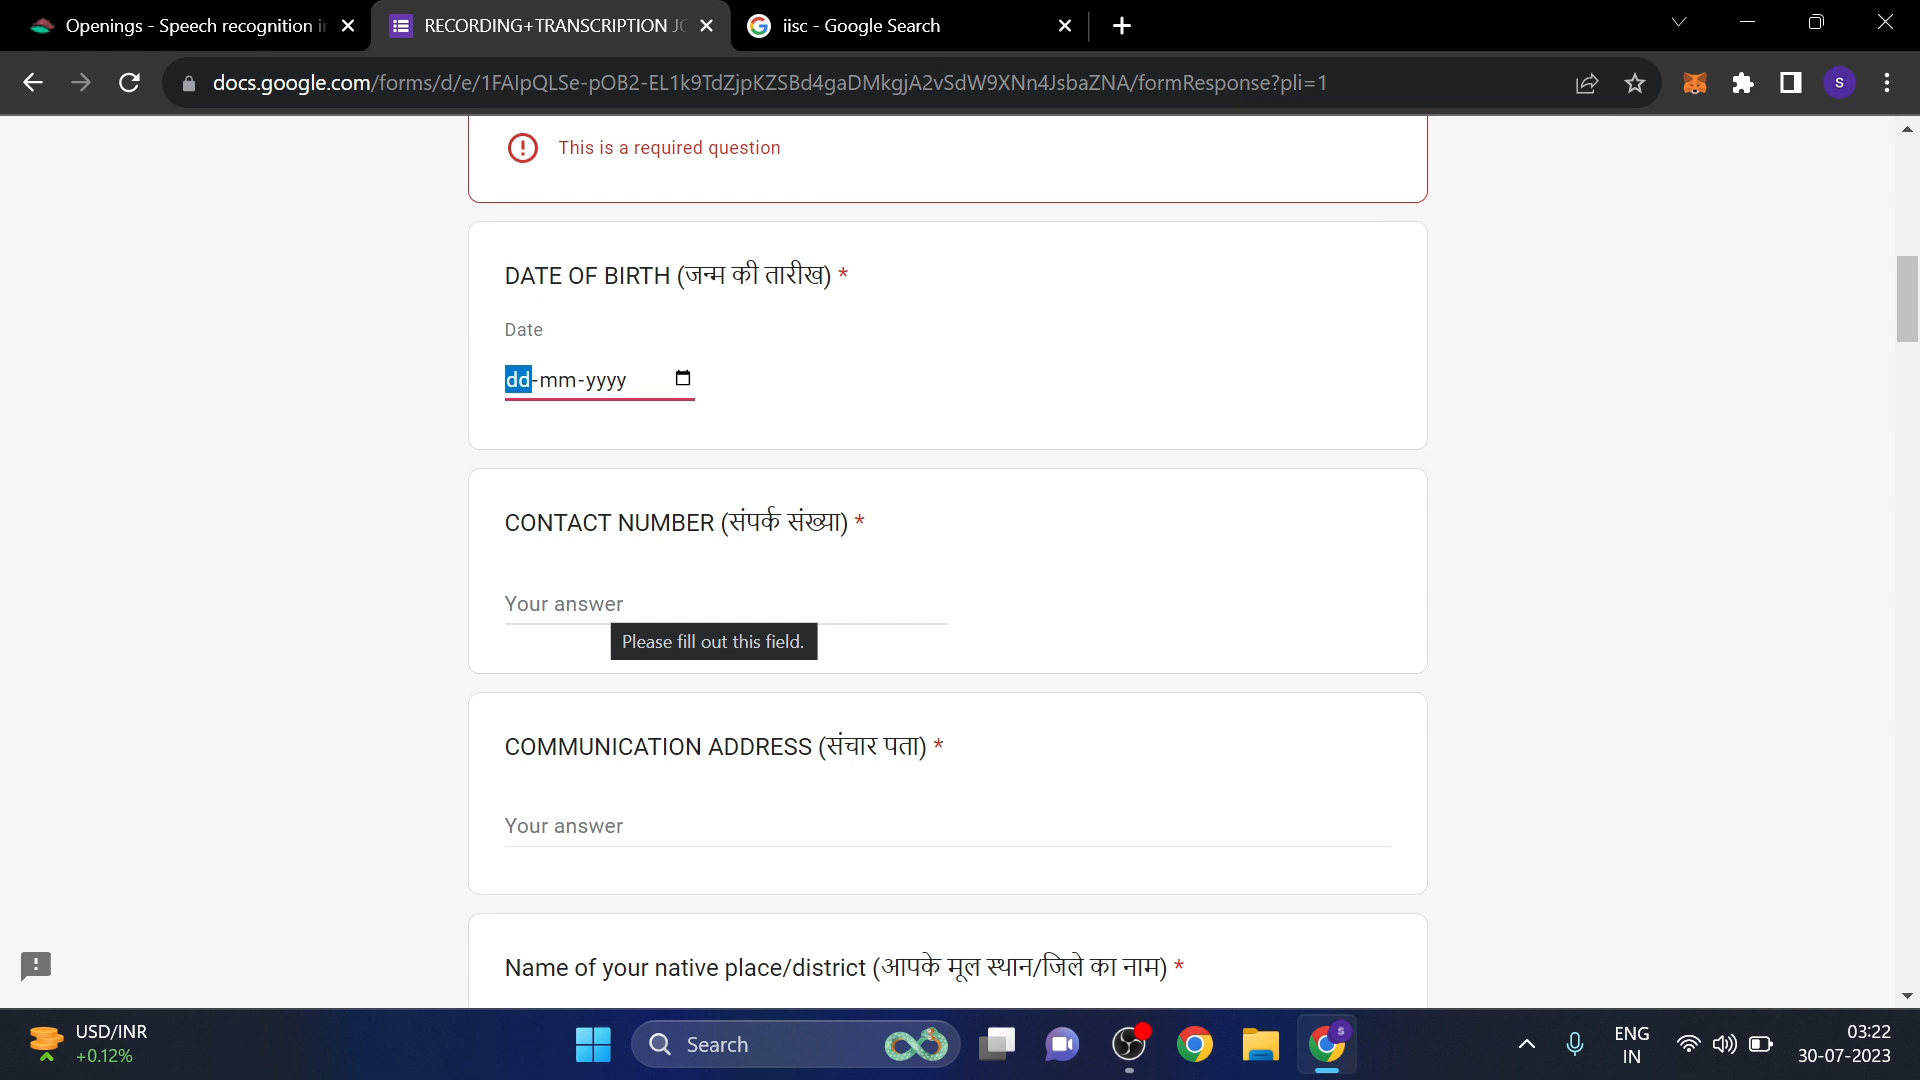 Openings - Speech recognition in
RECORDING+TRANSCRIPTION JO
iisc - Google Search
docs.google.com/forms/d/e/1FAIpQLSe-pOB2-EL1k9TdZjpKZSBd4gaDMkgjA2vSdW9XNn4JsbaZNA/formResponse?pli=1
S
This is a required question
DATE OF BIRTH (जन्म की तारीख) *
Date
dd-mm-yyyy
CONTACT NUMBER (संपर्क संख्या) *
Your answer
Please fill out this field.
COMMUNICATION ADDRESS (संचार पता) *
Your answer
Name of your native place/district (आपके मूल स्थान/जिले का नाम) *
USD/INR
+0.12%
Search
S
ENG
IN
03:22
30-07-2023